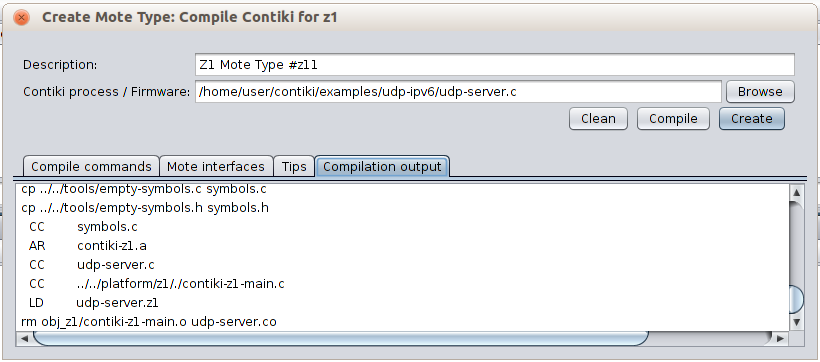 Create Mote Type: Compile Contiki for z1
Description: Z1 Mote Type #z11
Contiki process / Firmware: /home/user/contiki/examples/udp-ipv6/udp-server.c Browse
Clean Compile Create
Compile commands Mote interfaces Tips Compilation output
cp ../../tools/empty-symbols.c symbols.c
cp ../../tools/empty-symbols.h symbols.h
CC symbols.c
AR contiki-z1.a
CC udp-server.c
CC ../../platform/z1/./contiki-z1-main.c
LD udp-server.z1
rm obj_z1/contiki-z1-main.o udp-server.co